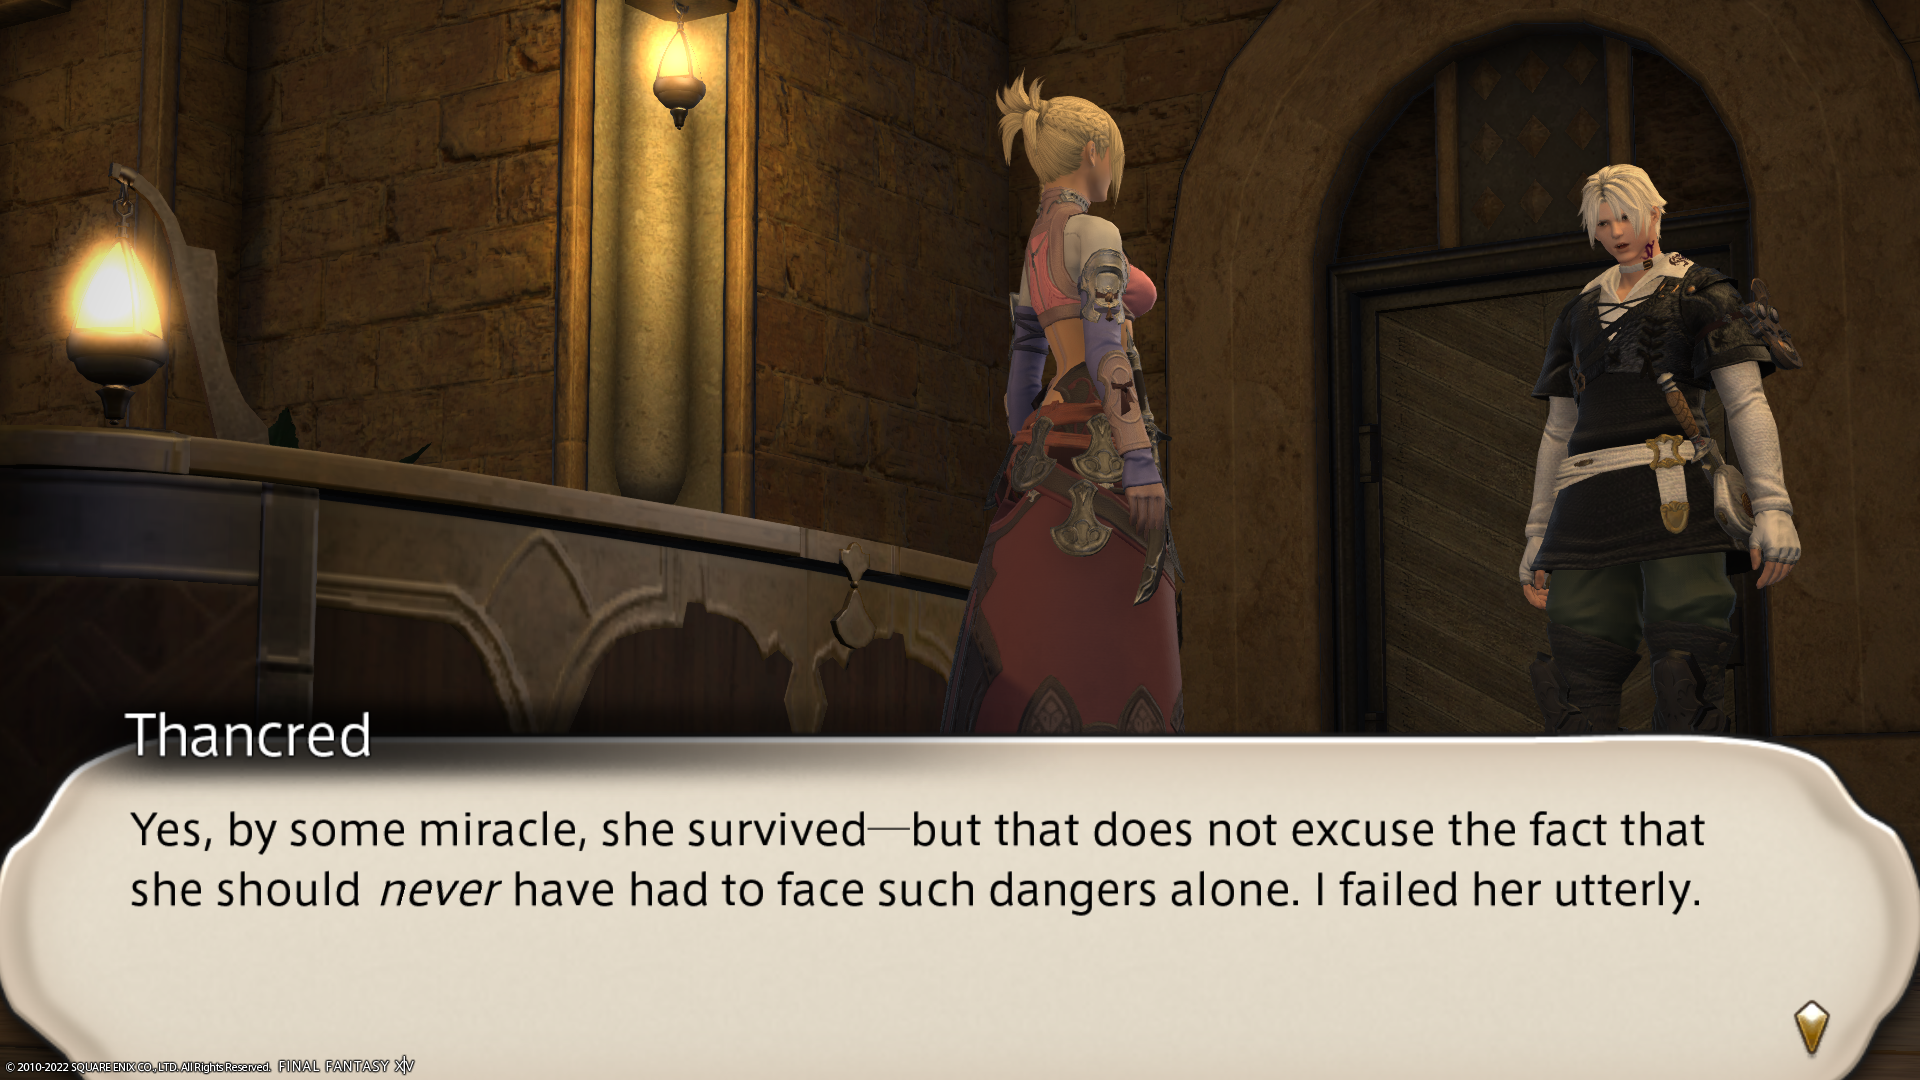 Thancred
Yes, by some miracle, she survived—but that does not excuse the fact that
she should never have had to face such dangers alone. I failed her utterly.
© 2010-2022 SQUARE ENIX CO., LTD. All Rights Reserved. FINAL FANTASY XIV